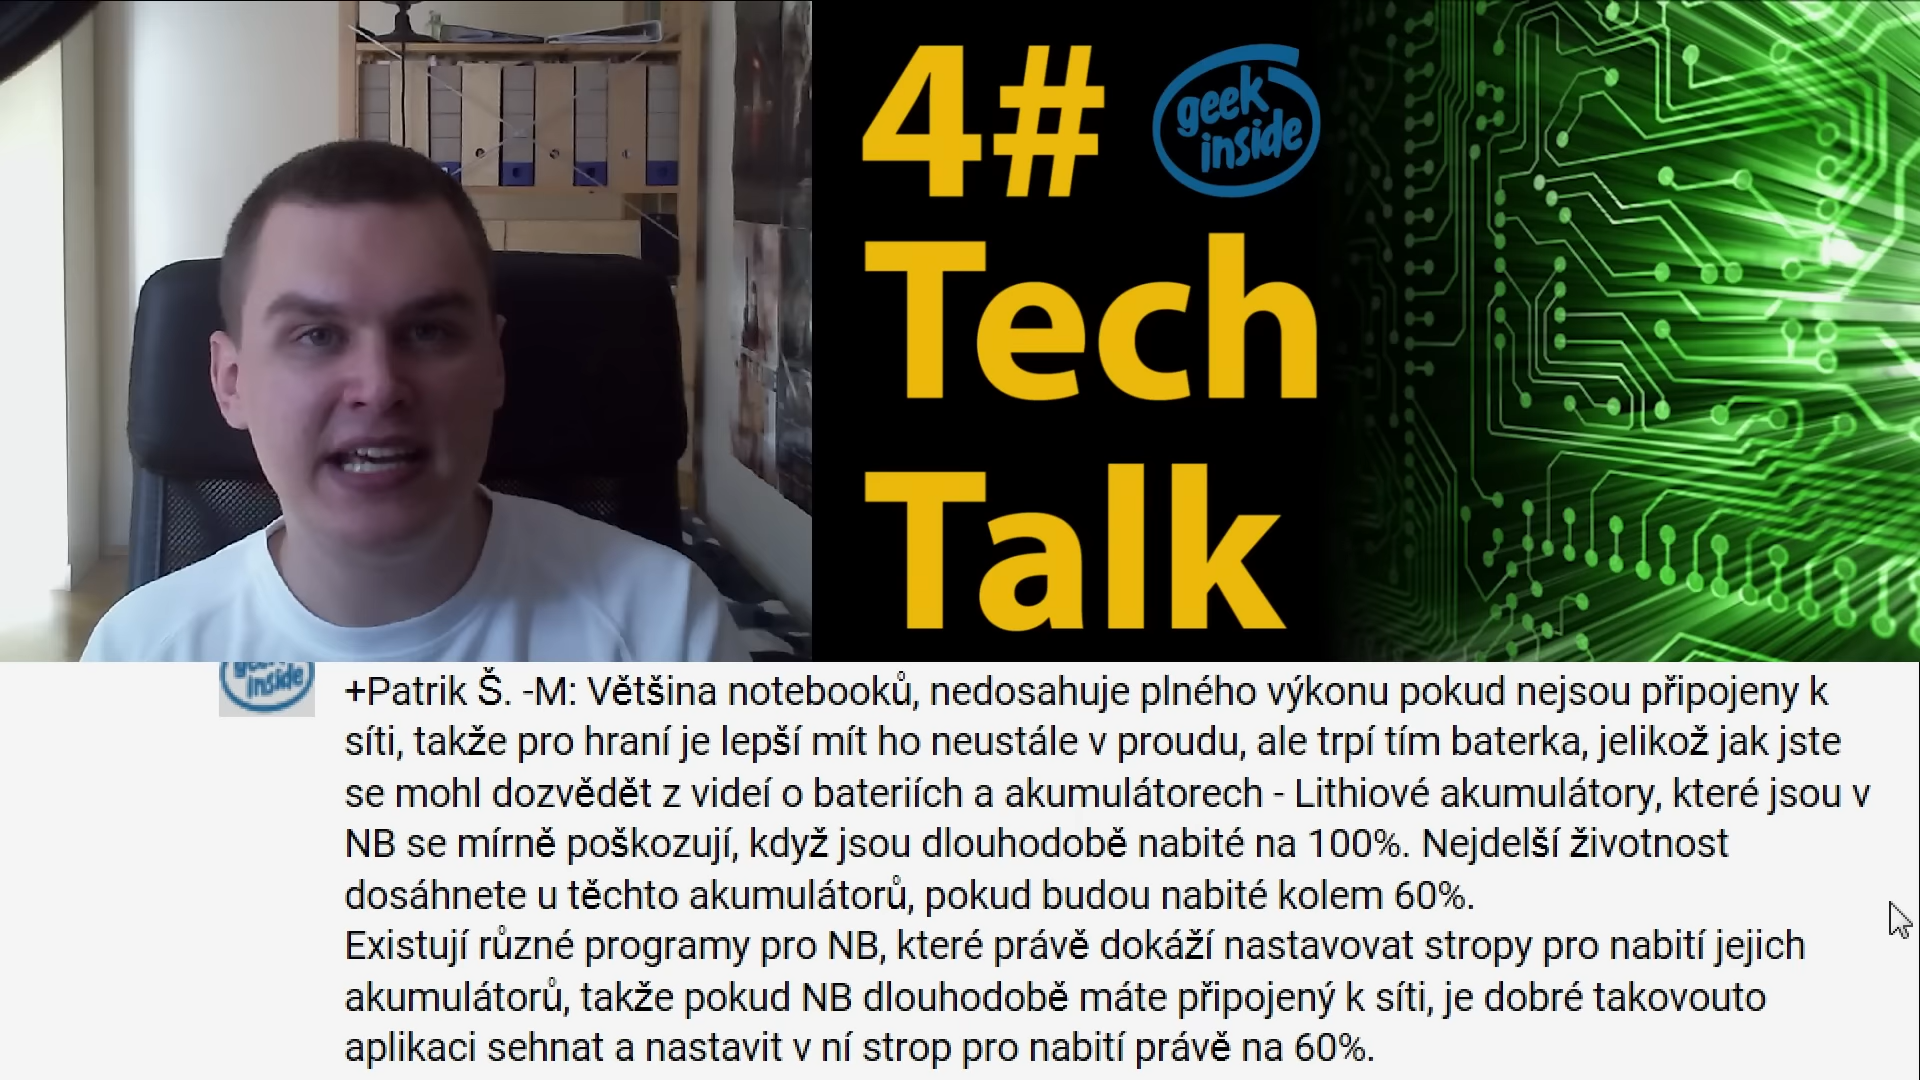 4#
geek
inside
Tech
Talk
geek
inside
+Patrik Š. -M: Většina notebooků, nedosahuje plného výkonu pokud nejsou připojeny k
síti, takže pro hraní je lepší mít ho neustále v proudu, ale trpí tím baterka, jelikož jak jste
se mohl dozvědět z videí o bateriích a akumulátorech - Lithiové akumulátory, které jsou v
NB se mírně poškozují, když jsou dlouhodobě nabité na 100%. Nejdelší životnost
dosáhnete u těchto akumulátorů, pokud budou nabité kolem 60%.
Existují různé programy pro NB, které právě dokáží nastavovat stropy pro nabití jejich
akumulátorů, takže pokud NB dlouhodobě máte připojený k síti, je dobré takovouto
aplikaci sehnat a nastavit v ní strop pro nabití právě na 60%.